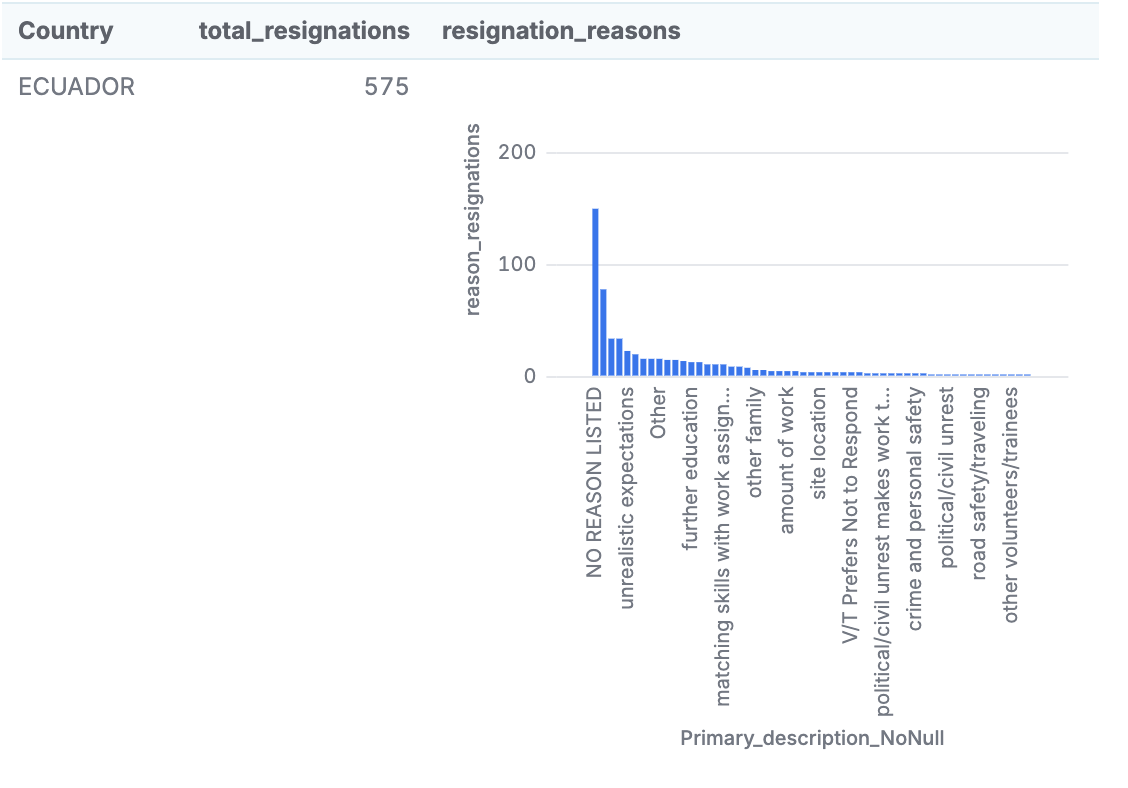 Country total_resignations resignation_reasons
ECUADOR 575
reason_resignations
200
100
0
NO REASON LISTED
unrealistic expectations
Other
further education
matching skills with work assign...
other family
amount of work
site location
V/T Prefers Not to Respond
political/civil unrest makes work t...
crime and personal safety
political/civil unrest
road safety/traveling
other volunteers/trainees
Primary_description_NoNull